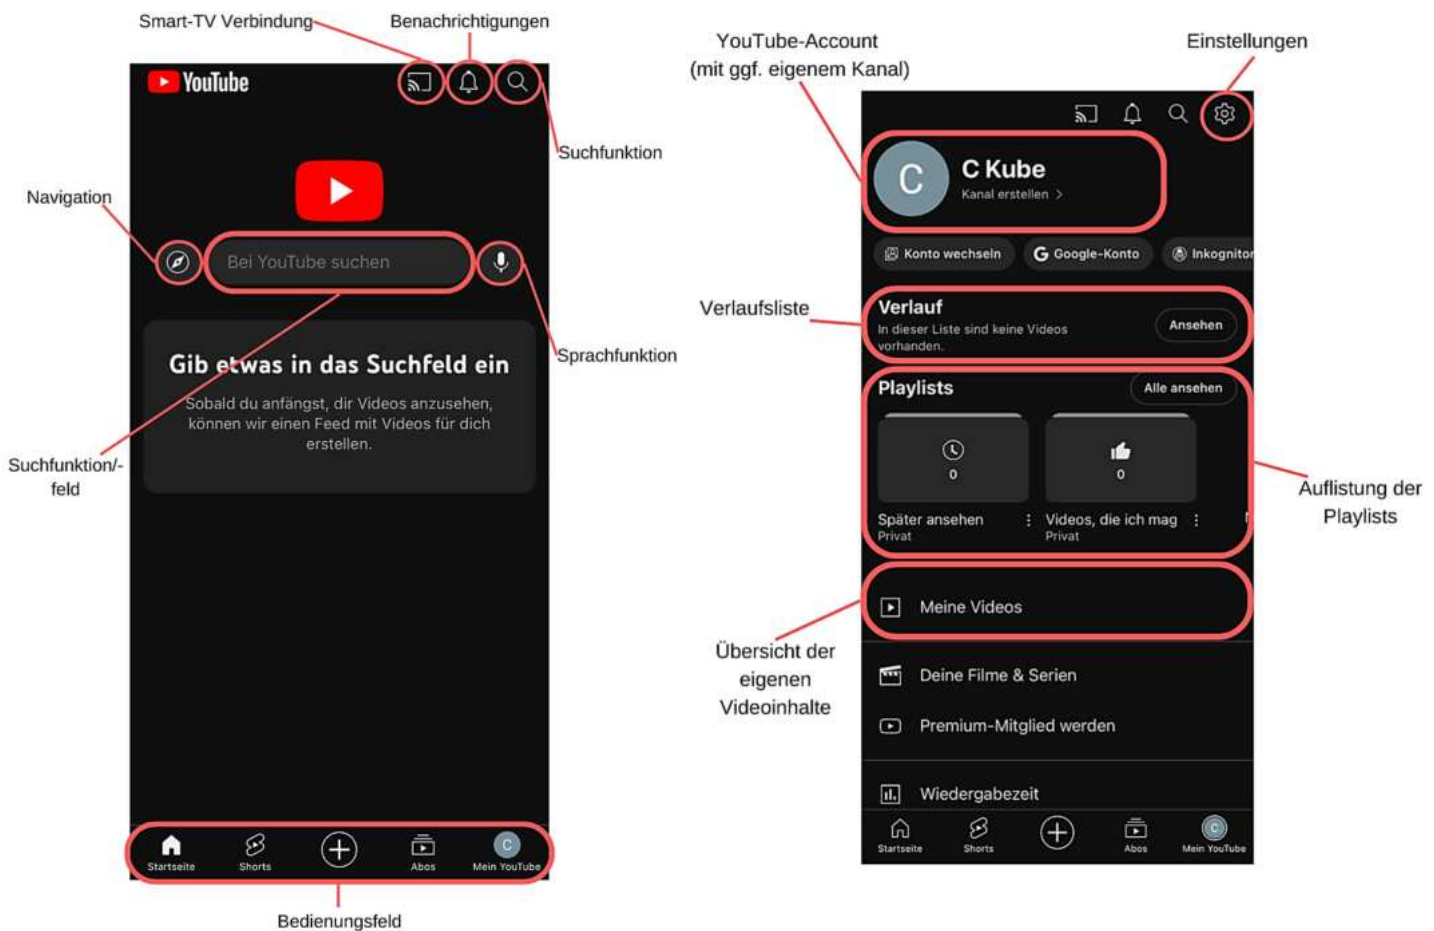 Smart-TV Verbindung
Benachrichtigungen
YouTube
Suchfunktion
Navigation
Bei YouTube suchen
Sprachfunktion
Gib etwas in das Suchfeld ein
Sobald du anfängst, dir Videos anzusehen,
können wir einen Feed mit Videos für dich
erstellen.
Suchfunktion/-
feld
Startseite
Shorts
Abos
C
Mein YouTube
Bedienungsfeld
YouTube-Account
(mit ggf. eigenem Kanal)
Einstellungen
C
C Kube
Kanal erstellen >
Konto wechseln
G Google-Konto
Inkognitor
Verlaufsliste
Verlauf
In dieser Liste sind keine Videos
vorhanden.
Ansehen
Playlists
Alle ansehen
0
0
Später ansehen
Privat
Videos, die ich mag
Privat
Auflistung der
Playlists
Meine Videos
Übersicht der
eigenen
Videoinhalte
Deine Filme & Serien
Premium-Mitglied werden
Wiedergabezeit
Startseite
Shorts
Abos
C
Mein YouTube